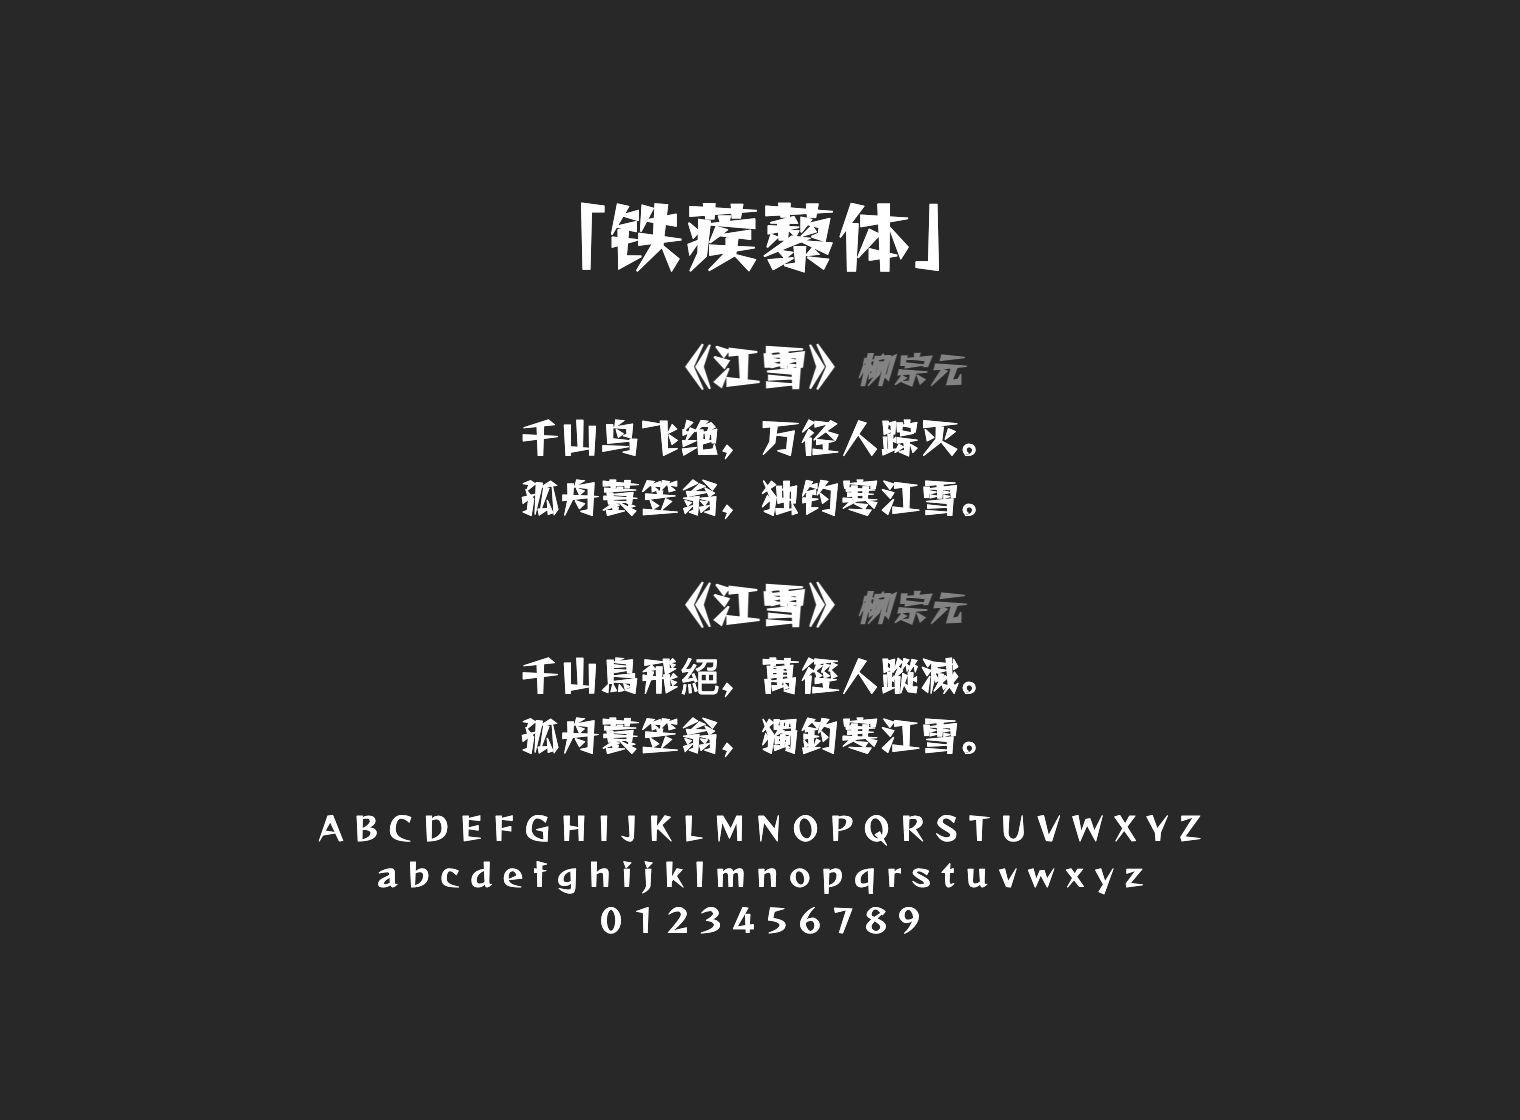 「铁蒺藜体」
《江雪》 柳宗元
千山鸟飞绝，万径人踪灭。
孤舟蓑笠翁，独钓寒江雪。
《江雪》 柳宗元
千山鳥飛絕，萬徑人蹤滅。
孤舟蓑笠翁，獨釣寒江雪。
A B C D E F G H I J K L M N O P Q R S T U V W X Y Z
a b c d e f g h i j k l m n o p q r s t u v w x y z
0 1 2 3 4 5 6 7 8 9